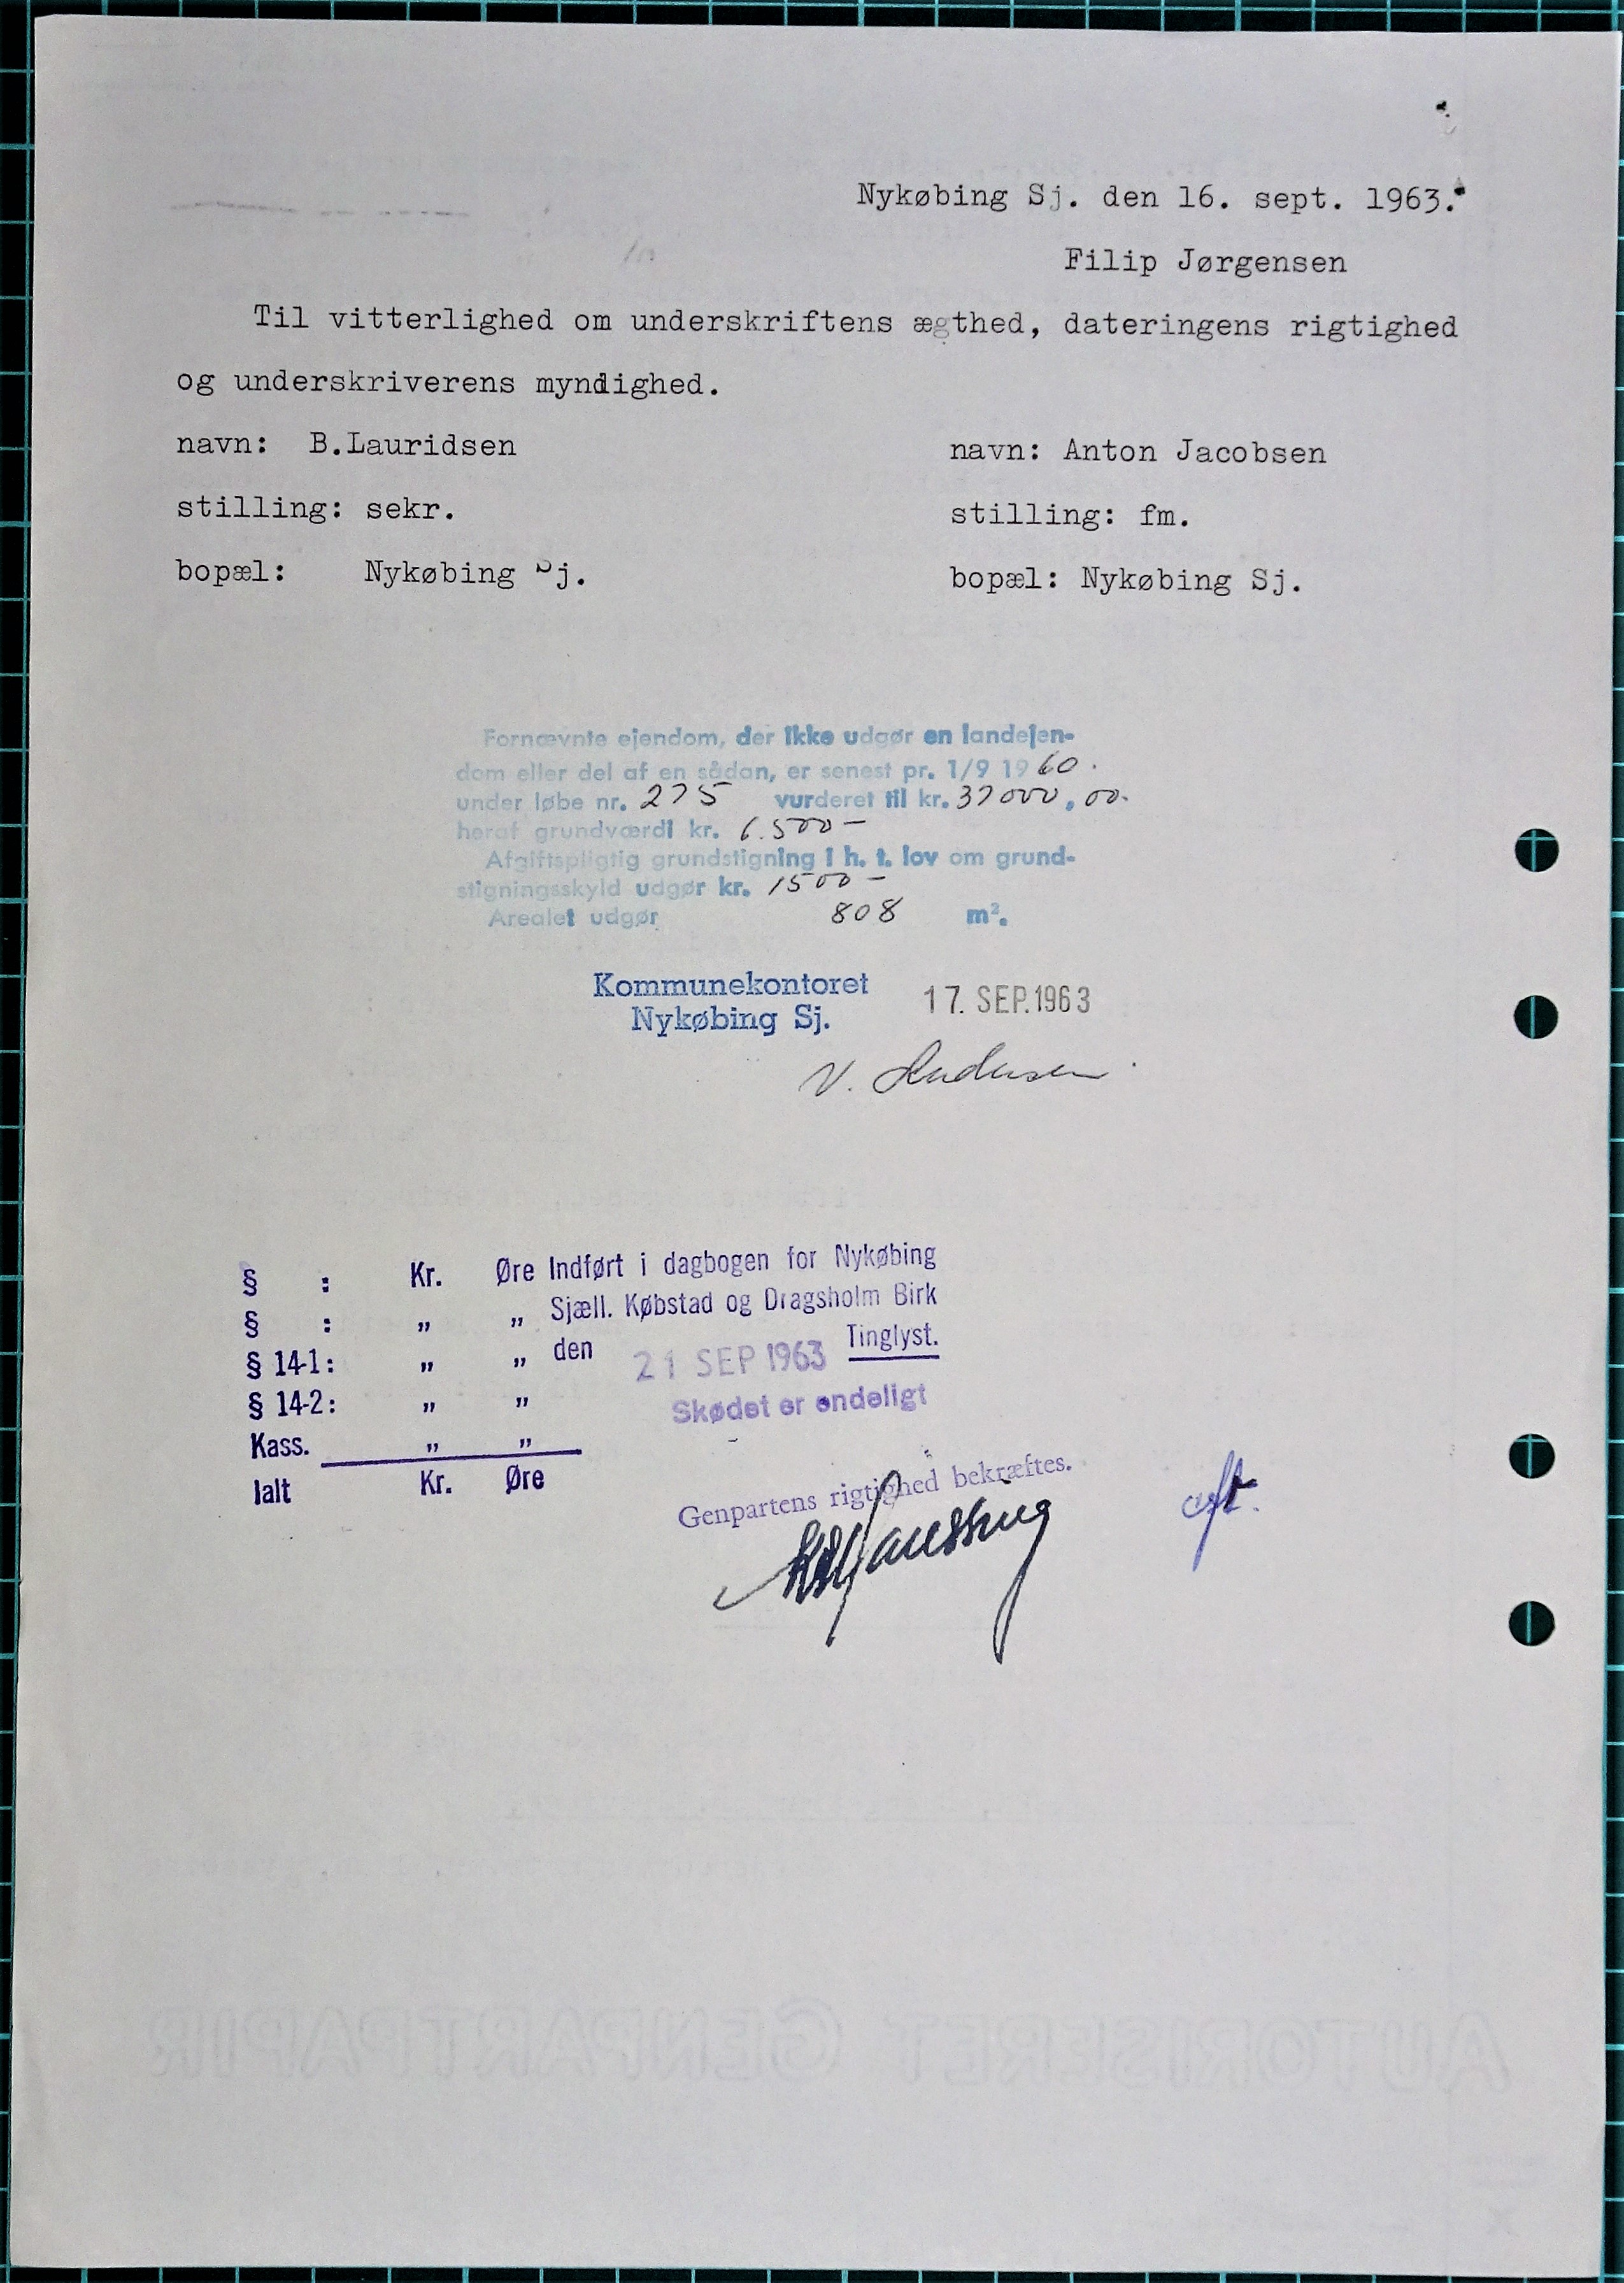 Nykøbing Sj. den 16. sept. 1963.
Filip Jørgensen
Til vitterlighed om underskriftens ægthed, dateringens rigtighed
og underskriverens myndighed.
navn: B.Lauridsen
navn: Anton Jacobsen
stilling: sekr.
stilling: fm.
bopæl: Nykøbing Sj.
bopæl: Nykøbing Sj.
Fornævnte ejendom, der ikke udgør en landejen-
dom eller del af en sådan, er senest pr. 1/9 1960.
under løbe nr. 275 vurderet til kr. 37000,00.
heraf grundværdi kr. 6.500-
Afgiftspligtig grundstigning i h. t. lov om grund-
stigningsskyld udgør kr. 1500-
Arealet udgør 808 m².
Kommunekontoret
Nykøbing Sj.
17. SEP. 1963
V. Andersen
§ : Kr. Øre
§ : „ „
§ 14-1: „ „
§ 14-2: „ „
Kass. „ „
Ialt Kr. Øre
Indført i dagbogen for Nykøbing
Sjæll. Købstad og Dragsholm Birk
den 21 SEP 1963 Tinglyst.
Skødet er endeligt
Genpartens rigtighed bekræftes.
AUTORISERET GENPARTPAPIR